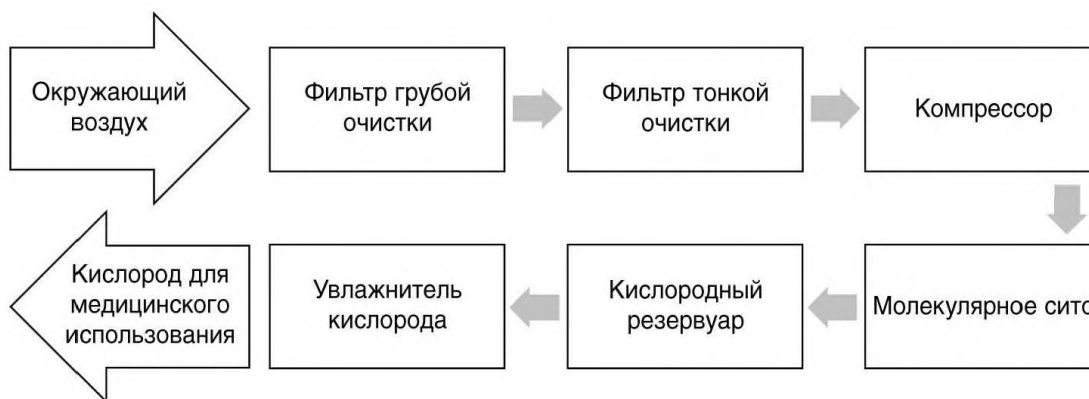 Окружающий
воздух
Фильтр грубой
очистки
Фильтр тонкой
очистки
Компрессор
Кислород для
медицинского
использования
Увлажнитель
кислорода
Кислородный
резервуар
Молекулярное сито